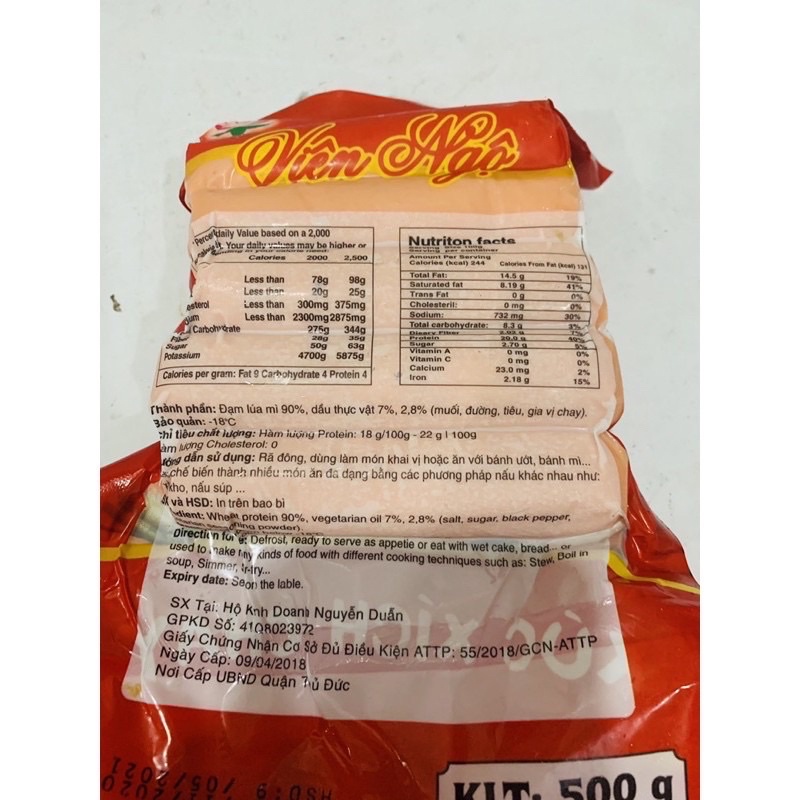 Viên Ngộ
daily Value based on a 2,000
Your daily values may be higher or
Calories 2000 2,500
Less than 78g 98g
Less than 20g 25g
Less than 300mg 375mg
Less than 2300mg 2875mg
Carbohydrate 275g 344g
28g 35g
Sugar 50g 63g
Potassium 4700g 5875g
Calories per gram: Fat 9 Carbohydrate 4 Protein 4
Nutriton facts
Serving Size 100g
Serving per container
Amount Per Serving
Calories (kcal) 244 Calories From Fat (kcal) 131
Total Fat: 14.5 g 19%
Saturated fat 8.19 g 41%
Trans Fat 0 g 0%
Cholesteril: 0 mg 0%
Sodium: 732 mg 30%
Total carbohydrate: 8.3 g 3%
Protein
Sugar 2.70 g
Vitamin A 0 mg 0%
Vitamin C 0 mg 0%
Calcium 23.0 mg 2%
Iron 2.18 g 15%
Thành phần: Đạm lúa mì 90%, dầu thực vật 7%, 2,8% (muối, đường, tiêu, gia vị chay).
Bảo quản: -18°C
Chỉ tiêu chất lượng: Hàm lượng Protein: 18 g/100g - 22 g l 100g
lượng Cholesterol: 0
dẫn sử dụng: Rã đông, dùng làm món khai vị hoặc ăn với bánh ướt, bánh mì...
chế biến thành nhiều món ăn đa dạng bằng các phương pháp nấu khác nhau như:
kho, nấu súp ...
và HSD: In trên bao bì
Wheat protein 90%, vegetarian oil 7%, 2,8% (salt, sugar, black pepper,
powder).
Direction for Defrost, ready to serve as appetie or eat with wet cake, bread... or
used to make kinds of food with different cooking techniques such as: Stew, Boil in
soup, Simmer,
Expiry date: Seon the lable.
SX Tại: Hộ Kinh Doanh Nguyễn Duẩn
GPKD Số: 41Q8023972
Giấy Chứng Nhận Cơ Sở Đủ Điều Kiện ATTP: 55/2018/GCN-ATTP
Ngày Cấp: 09/04/2018
Nơi Cấp UBND Quận Thủ Đức
XÍCH
HSD: 9
KLT: 500 g